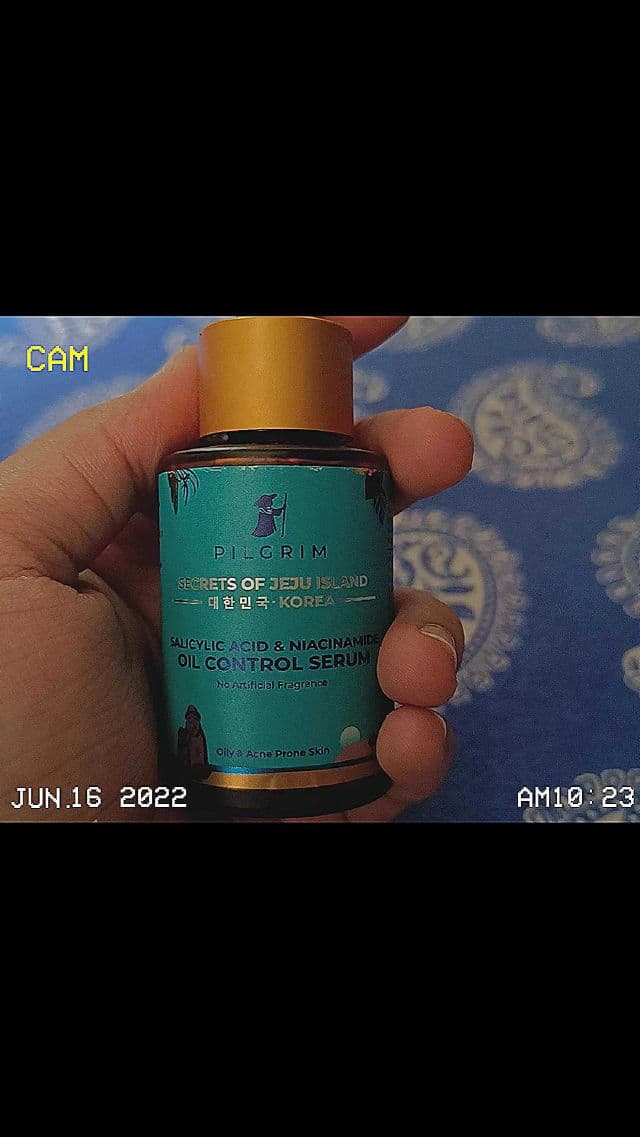 CAM
PILGRIM
SECRETS OF JEJU ISLAND
대한민국·KOREA
SALICYLIC ACID & NIACINAMIDE
OIL CONTROL SERUM
No Artificial Fragrance
Oily & Acne Prone Skin
JUN.16 2022
AM10:23